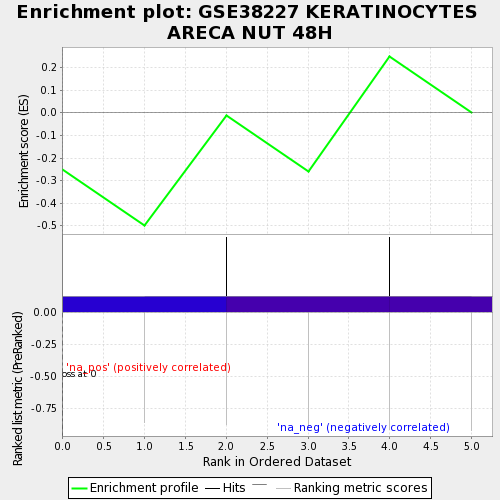 Enrichment plot: GSE38227 KERATINOCYTES
ARECA NUT 48H
Enrichment score (ES)
0.2
0.1
0.0
-0.1
-0.2
-0.3
-0.4
-0.5
Ranked list metric (PreRanked)
0.00
-0.25
-0.50
-0.75
'na_pos' (positively correlated)
oss at 0
'na_neg' (negatively correlated)
0.0 0.5 1.0 1.5 2.0 2.5 3.0 3.5 4.0 4.5 5.0
Rank in Ordered Dataset
Enrichment profile Hits Ranking metric scores